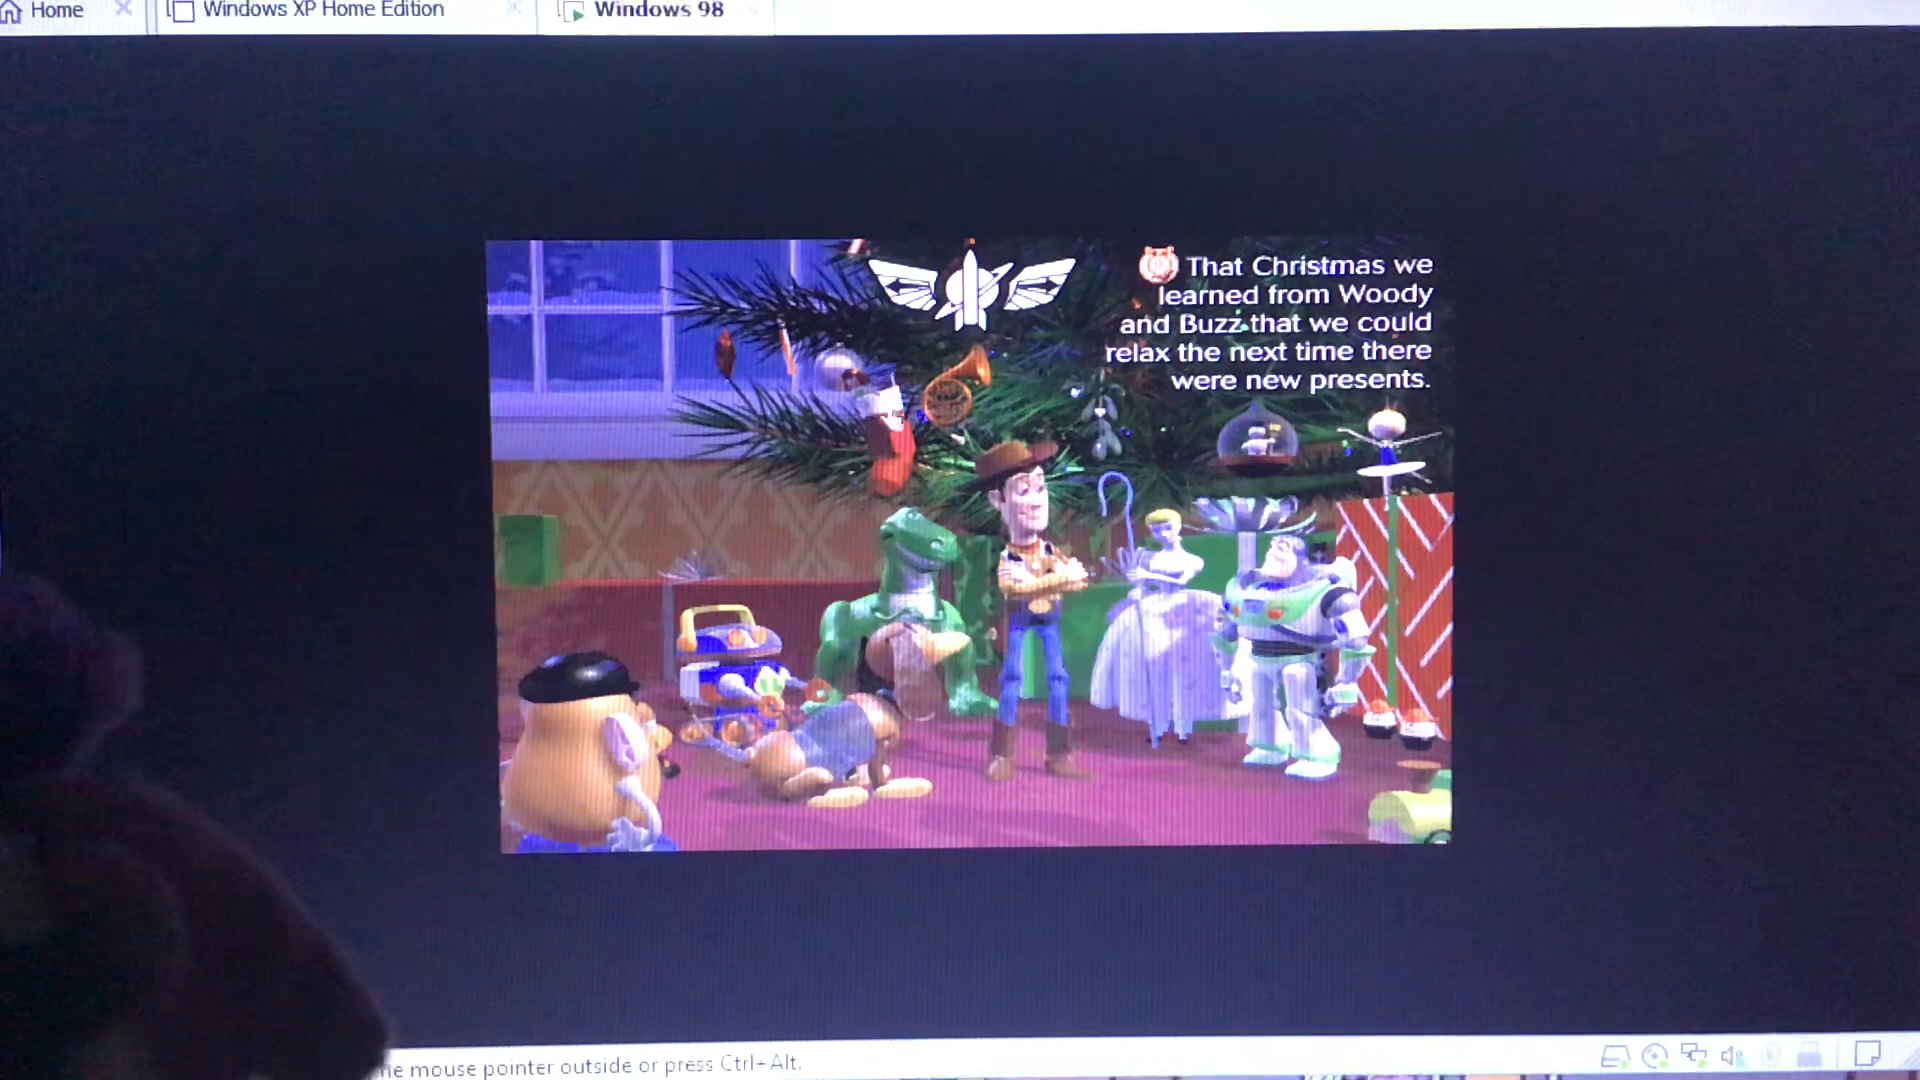 Home
Windows XP Home Edition
Windows 98
That Christmas we
learned from Woody
and Buzz that we could
relax the next time there
were new presents.
mouse pointer outside or press Ctrl+Alt.